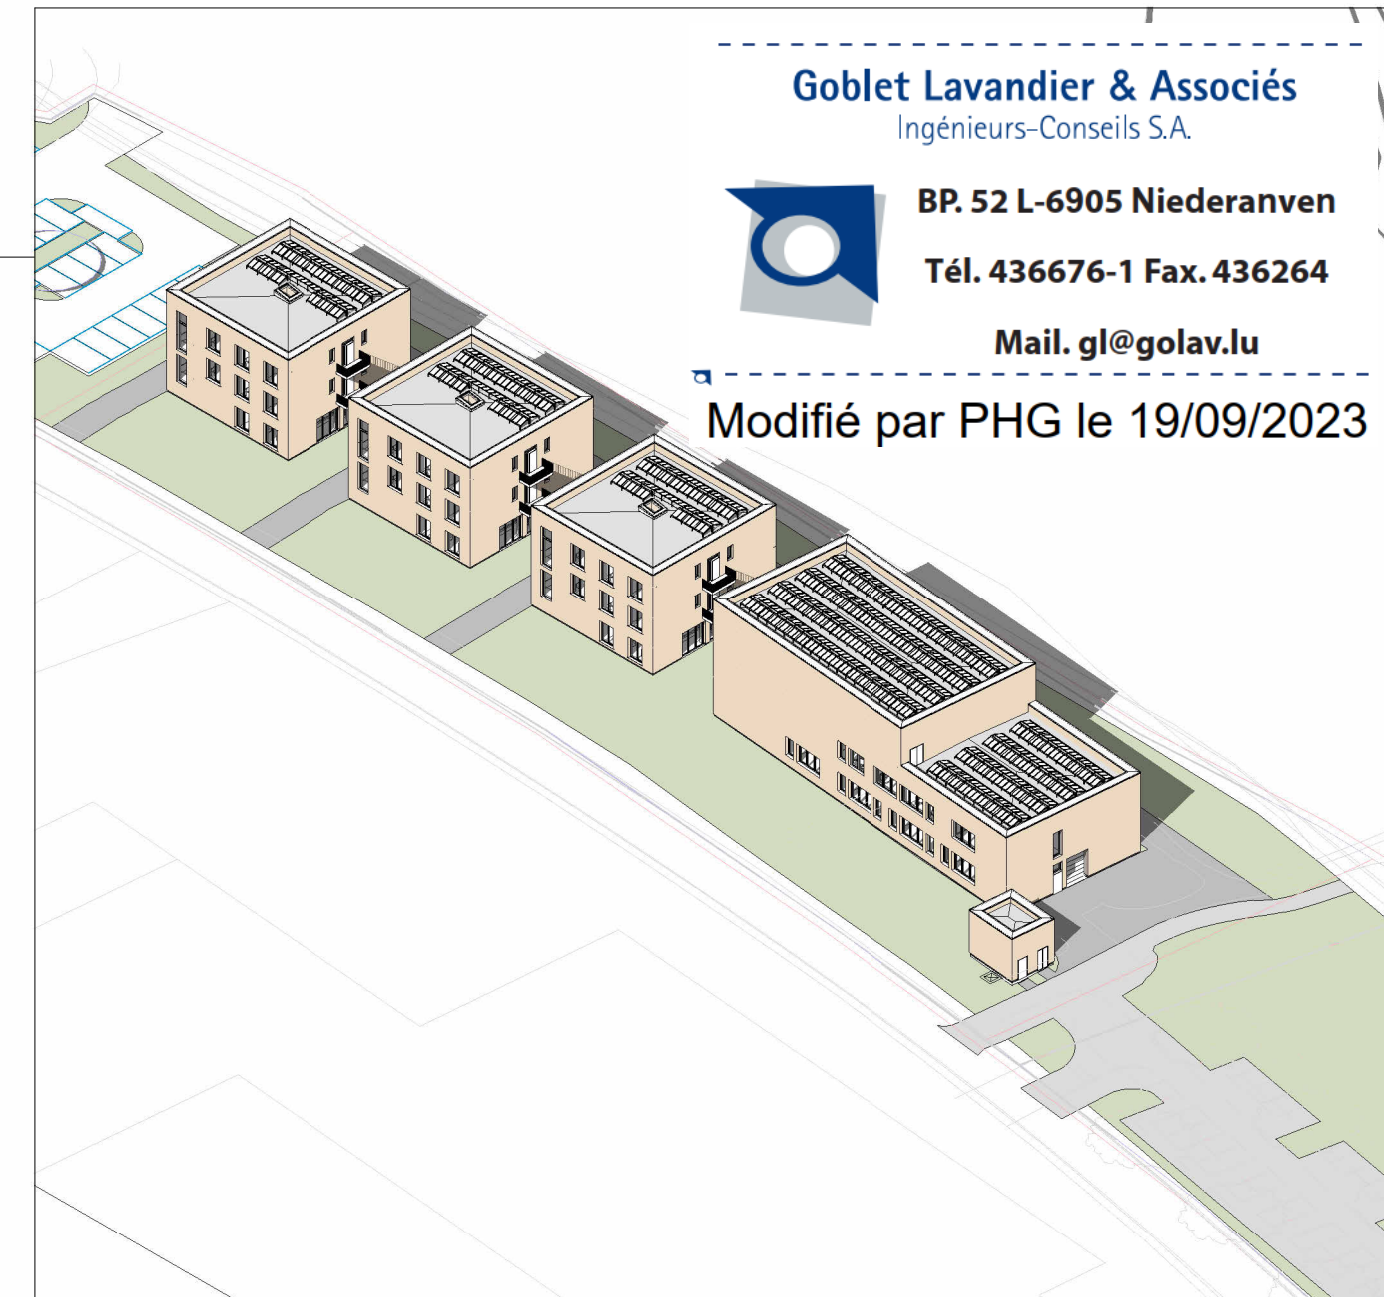 Goblet Lavandier & Associés
Ingénieurs-Conseils S.A.
BP. 52 L-6905 Niederanven
Tél. 436676-1 Fax. 436264
Mail. gl@golav.lu
Modifié par PHG le 19/09/2023